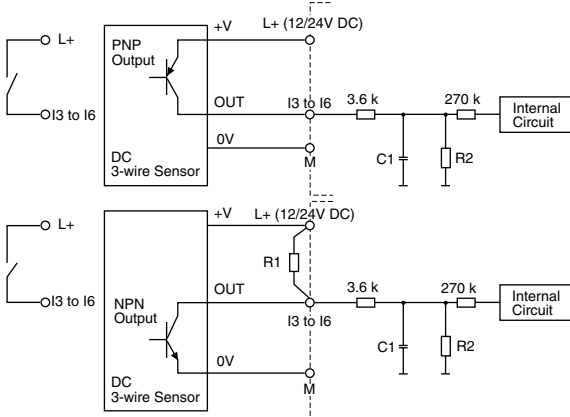 L+
I3 to I6
PNP
Output
DC
3-wire Sensor
+V
OUT
0V
L+ (12/24V DC)
I3 to I6
M
3.6 k
270 k
C1
R2
Internal
Circuit
L+
I3 to I6
NPN
Output
DC
3-wire Sensor
+V
OUT
0V
L+ (12/24V DC)
R1
I3 to I6
M
3.6 k
270 k
C1
R2
Internal
Circuit